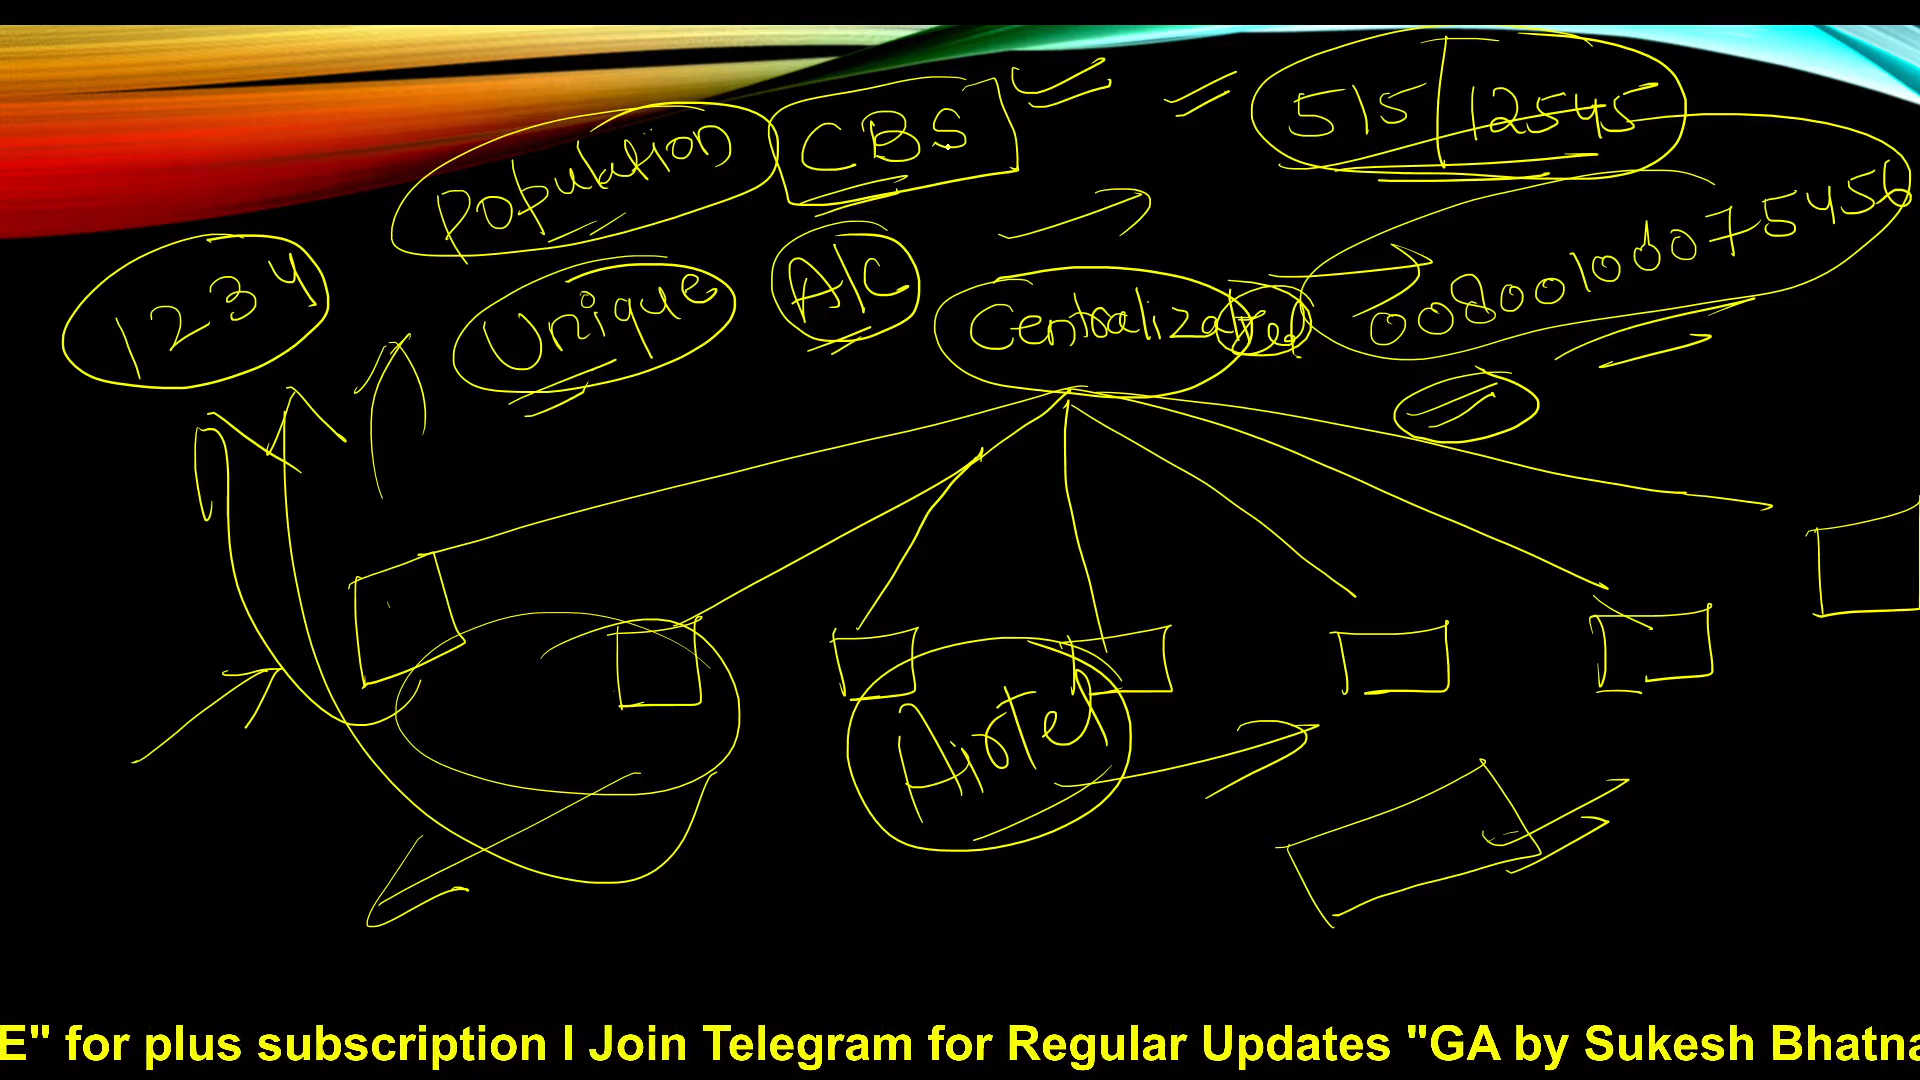 Population CBS 515 12545
1234 Unique A/C Centralized 008001000075456
Airtel
E" for plus subscription I Join Telegram for Regular Updates "GA by Sukesh Bhatna